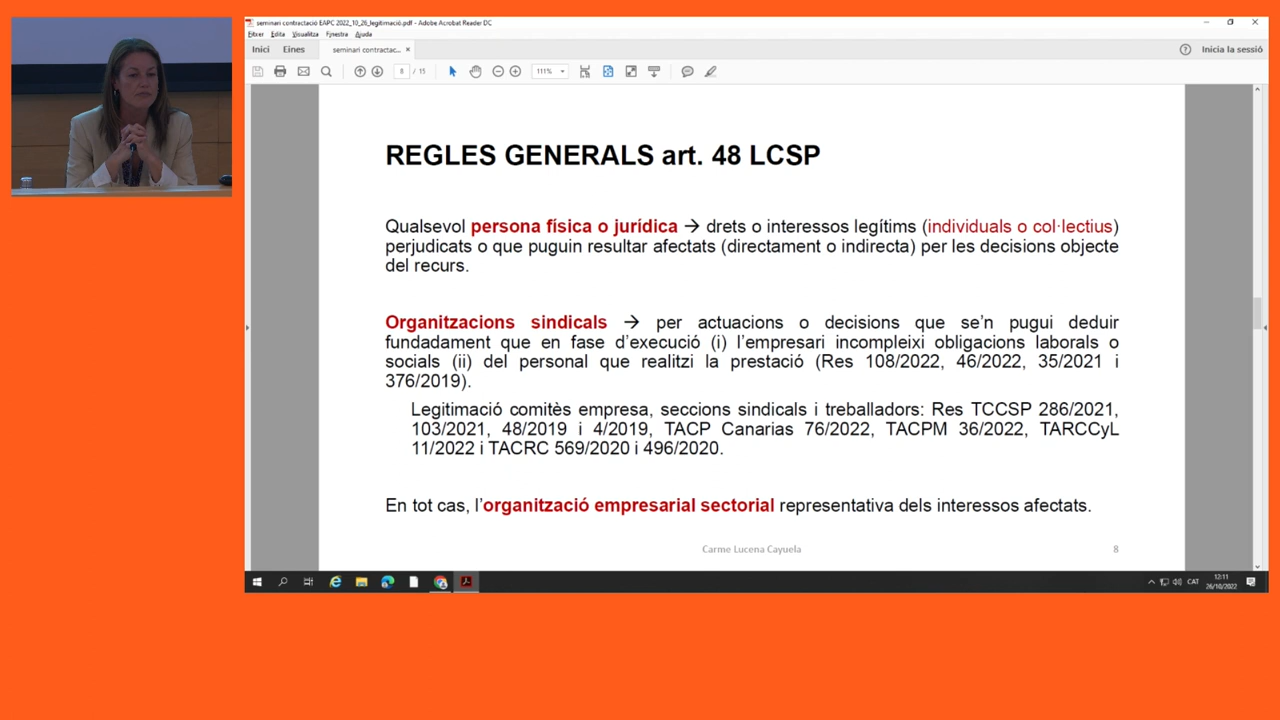 seminari contractació EAPC 2022_10_26_legitimació.pdf - Adobe Acrobat Reader DC
Fitxer Edita Visualitza Finestra Ajuda
Inici Eines seminari contractac... × Inicia la sessió
8 / 15 111%
REGLES GENERALS art. 48 LCSP
Qualsevol persona física o jurídica → drets o interessos legítims (individuals o col·lectius)
perjudicats o que puguin resultar afectats (directament o indirecta) per les decisions objecte
del recurs.
Organitzacions sindicals → per actuacions o decisions que se’n pugui deduir
fundadament que en fase d’execució (i) l’empresari incompleixi obligacions laborals o
socials (ii) del personal que realitzi la prestació (Res 108/2022, 46/2022, 35/2021 i
376/2019).
Legitimació comitès empresa, seccions sindicals i treballadors: Res TCCSP 286/2021,
103/2021, 48/2019 i 4/2019, TACP Canarias 76/2022, TACPM 36/2022, TARCCyL
11/2022 i TACRC 569/2020 i 496/2020.
En tot cas, l’organització empresarial sectorial representativa dels interessos afectats.
Carme Lucena Cayuela 8
CAT 12:11
26/10/2022